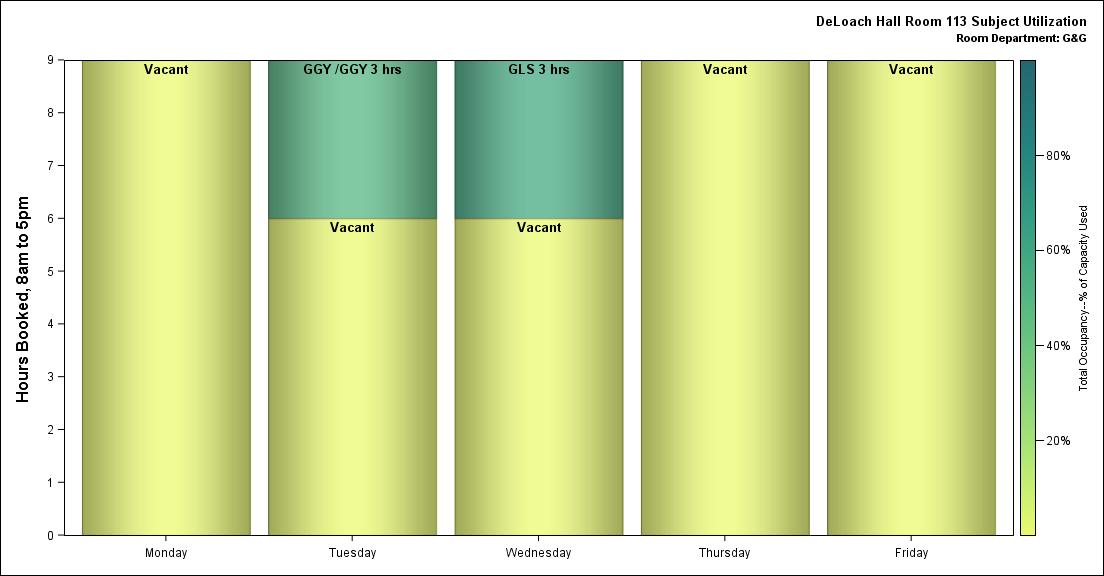 DeLoach Hall Room 113 Subject Utilization
Room Department: G&G
Hours Booked, 8am to 5pm
9
8
7
6
5
4
3
2
1
0
Vacant
GGY /GGY 3 hrs
GLS 3 hrs
Vacant
Vacant
Vacant
Vacant
Monday
Tuesday
Wednesday
Thursday
Friday
80%
60%
40%
20%
Total Occupancy--% of Capacity Used